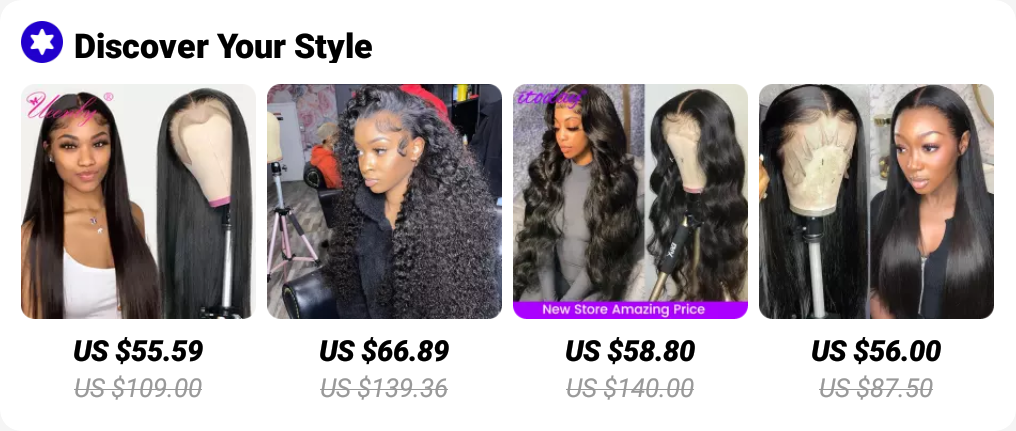 Discover Your Style
itoday
New Store Amazing Price
US $55.59
US $66.89
US $58.80
US $56.00
US $109.00
US $139.36
US $140.00
US $87.50